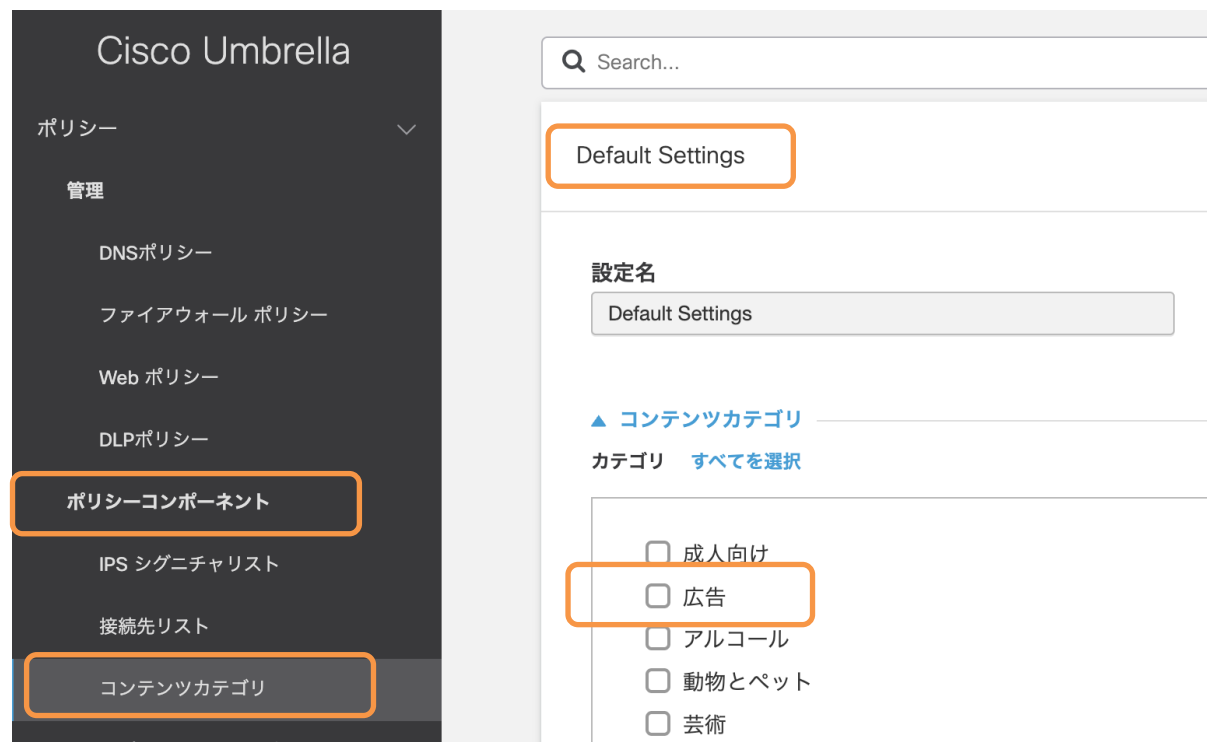 Cisco Umbrella
ポリシー
管理
DNSポリシー
ファイアウォール ポリシー
Web ポリシー
DLPポリシー
ポリシーコンポーネント
IPS シグニチャリスト
接続先リスト
コンテンツカテゴリ
Search...
Default Settings
設定名
Default Settings
コンテンツカテゴリ
カテゴリ すべてを選択
成人向け
広告
アルコール
動物とペット
芸術